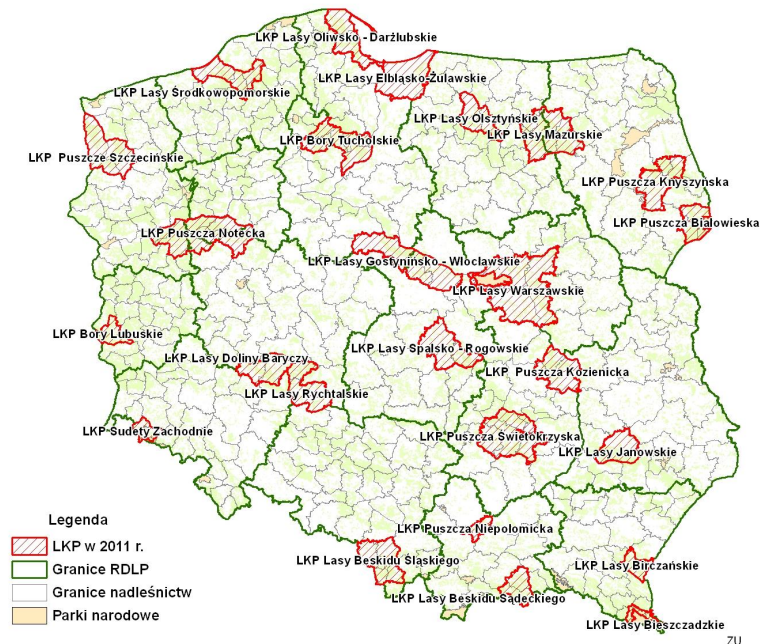 LKP Lasy Oliwsko - Darżlubskie
LKP Lasy Elbląsko-Żuławskie
LKP Lasy Środkowopomorskie
LKP Lasy Olsztyńskie
LKP Lasy Mazurskie
LKP Bory Tucholskie
LKP Puszcze Szczecińskie
LKP Puszcza Knyszyńska
LKP Puszcza Bialowieska
LKP Puszcza Notecka
LKP Lasy Gostynińsko - Włocławskie
LKP Lasy Warszawskie
LKP Bory Lubuskie
LKP Lasy Spalsko - Rogowskie
LKP Lasy Doliny Baryczy
LKP Puszcza Kozienicka
LKP Lasy Rychtalskie
LKP Sudety Zachodnie
LKP Puszcza Świetokrzyska
LKP Lasy Janowskie
Legenda
LKP w 2011 r.
Granice RDLP
Granice nadleśnictw
Parki narodowe
LKP Puszcza Niepołomicka
LKP Lasy Beskidu Śląskiego
LKP Lasy Birczańskie
LKP Lasy Beskidu Sądeckiego
LKP Lasy Bieszczadzkie
ZU